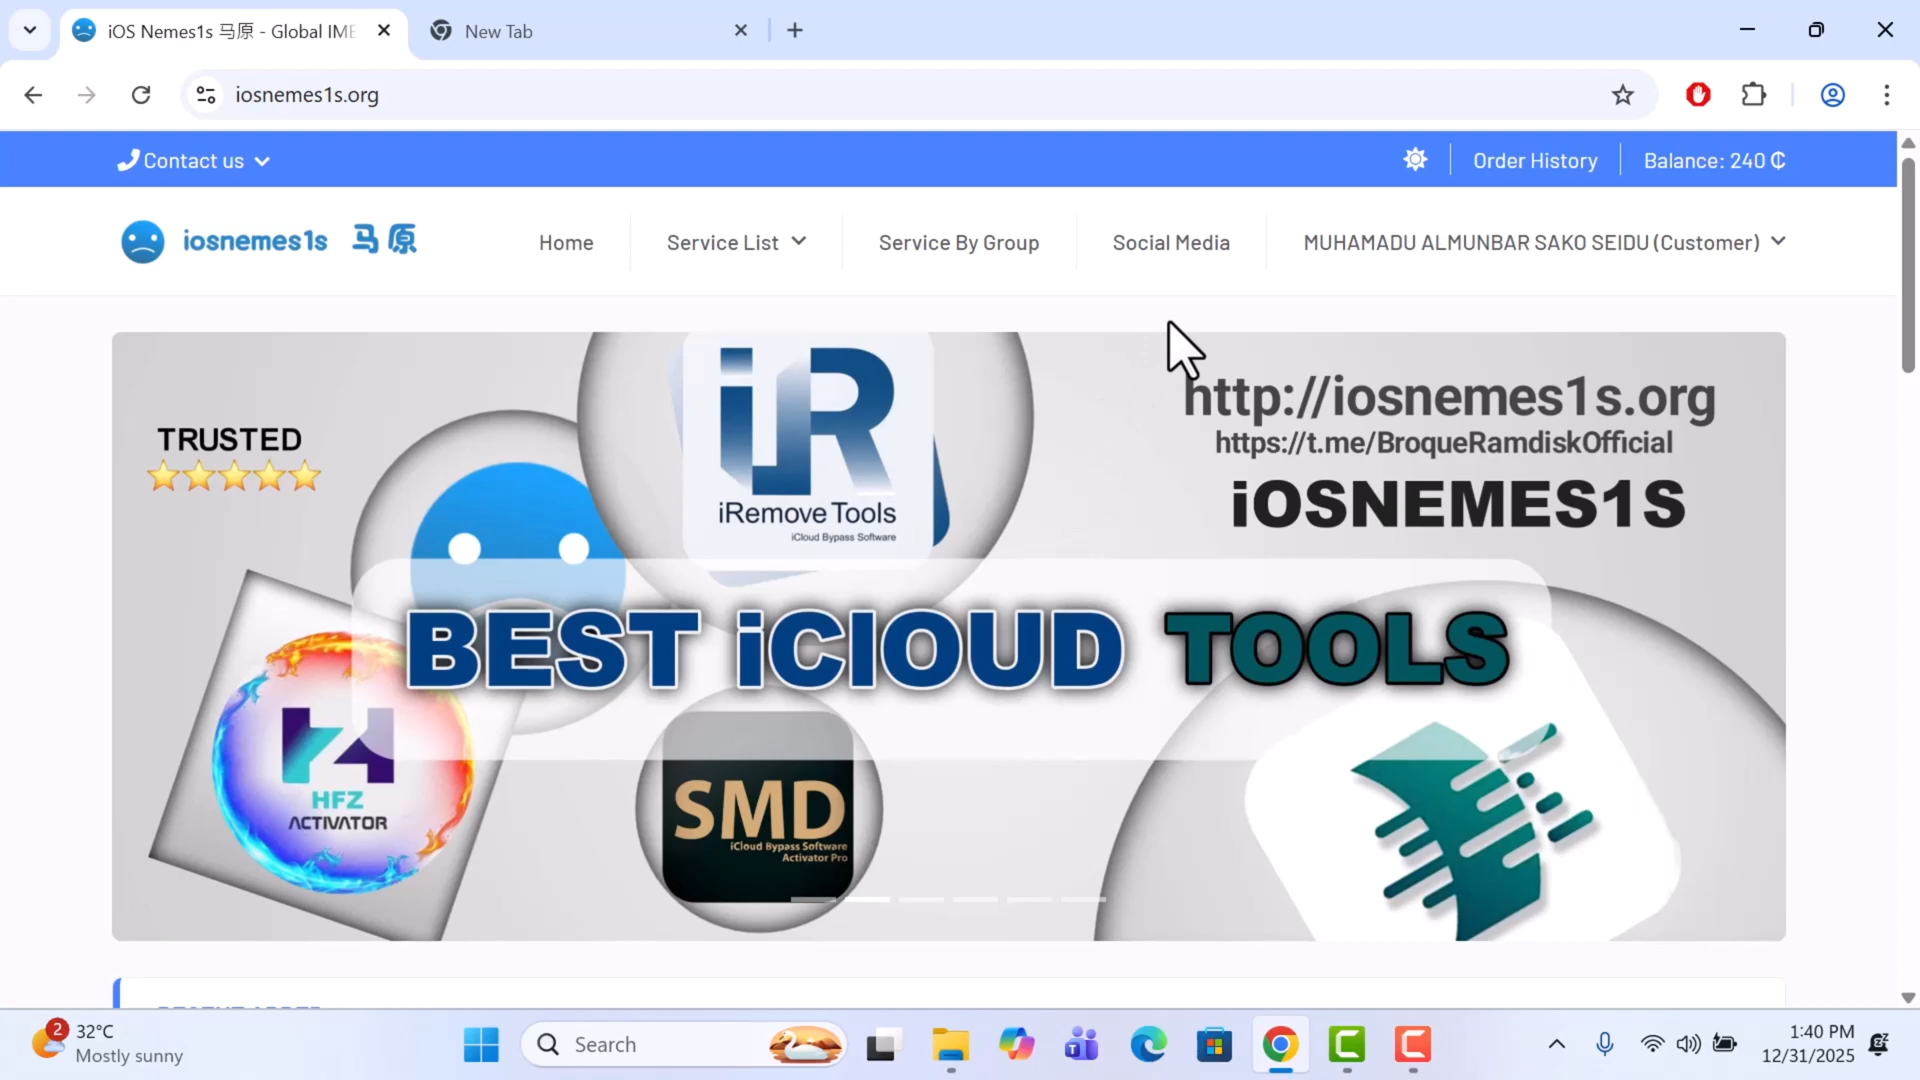 iOS Nemes1s 马原 - Global IME
New Tab
iosnemes1s.org
Contact us
Order History
Balance: 240 ₵
iosnemes1s 马原
Home
Service List
Service By Group
Social Media
MUHAMADU ALMUNBAR SAKO SEIDU (Customer)
TRUSTED
iR
iRemove Tools
iCloud Bypass Software
http://iosnemes1s.org
https://t.me/BroqueRamdiskOfficial
iOSNEMES1S
BEST iClOUD TOOLS
HFZ
ACTIVATOR
SMD
iCloud Bypass Software
Activator Pro
2
32°C
Mostly sunny
Search
1:40 PM
12/31/2025